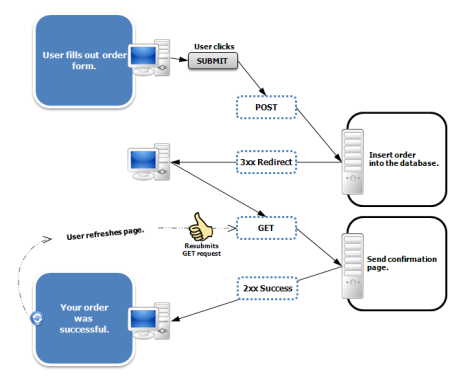 User fills out order
form.
User clicks
SUBMIT
POST
3xx Redirect
Insert order
into the database.
User refreshes page.
Resubmits
GET request
GET
Send confirmation
page.
2xx Success
Your order
was
successful.